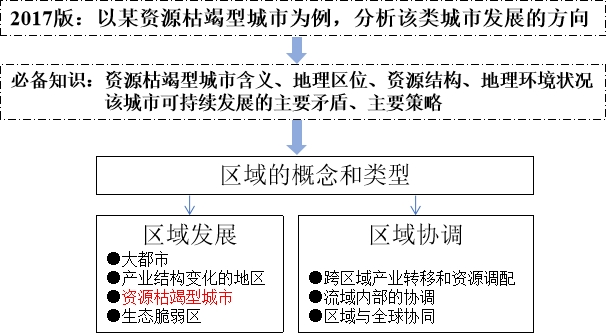 2017版：以某资源枯竭型城市为例，分析该类城市发展的方向
必备知识：资源枯竭型城市含义、地理区位、资源结构、地理环境状况
该城市可持续发展的主要矛盾、主要策略
区域的概念和类型
区域发展
●大都市
●产业结构变化的地区
●资源枯竭型城市
●生态脆弱区
区域协调
●跨区域产业转移和资源调配
●流域内部的协调
●区域与全球协同